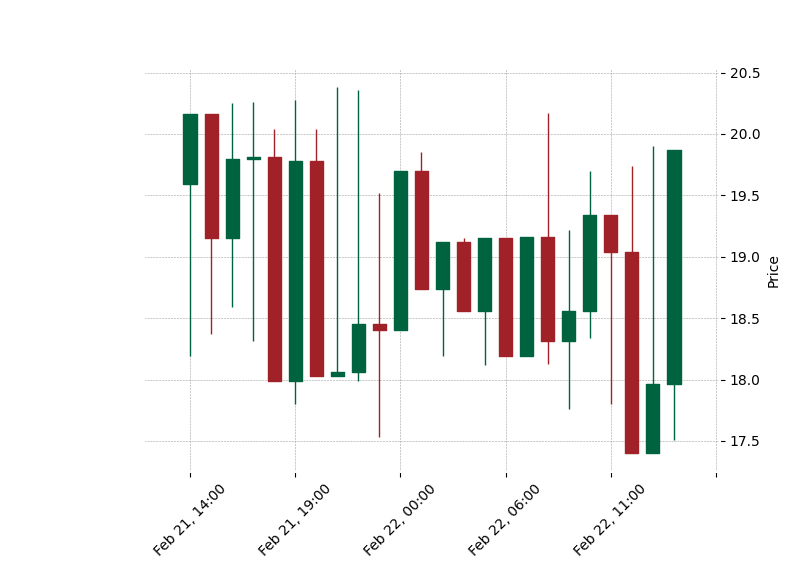 20.5
20.0
19.5
19.0
18.5
18.0
17.5
Price
Feb 21, 14:00
Feb 21, 19:00
Feb 22, 00:00
Feb 22, 06:00
Feb 22, 11:00